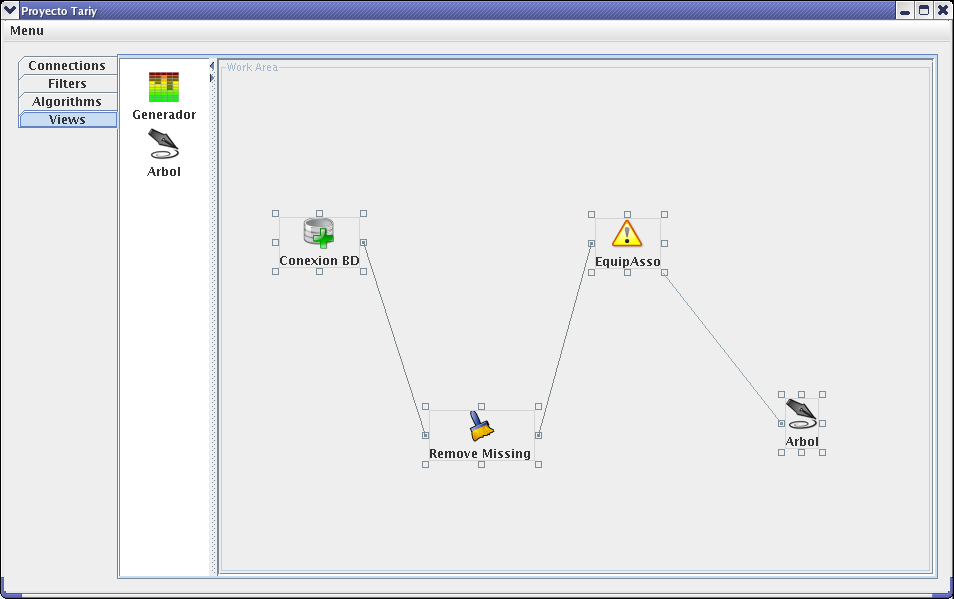 Proyecto Tariy
Menu
Connections
Filters
Algorithms
Views
Generador
Arbol
Work Area
Conexion BD
EquipAsso
Remove Missing
Arbol